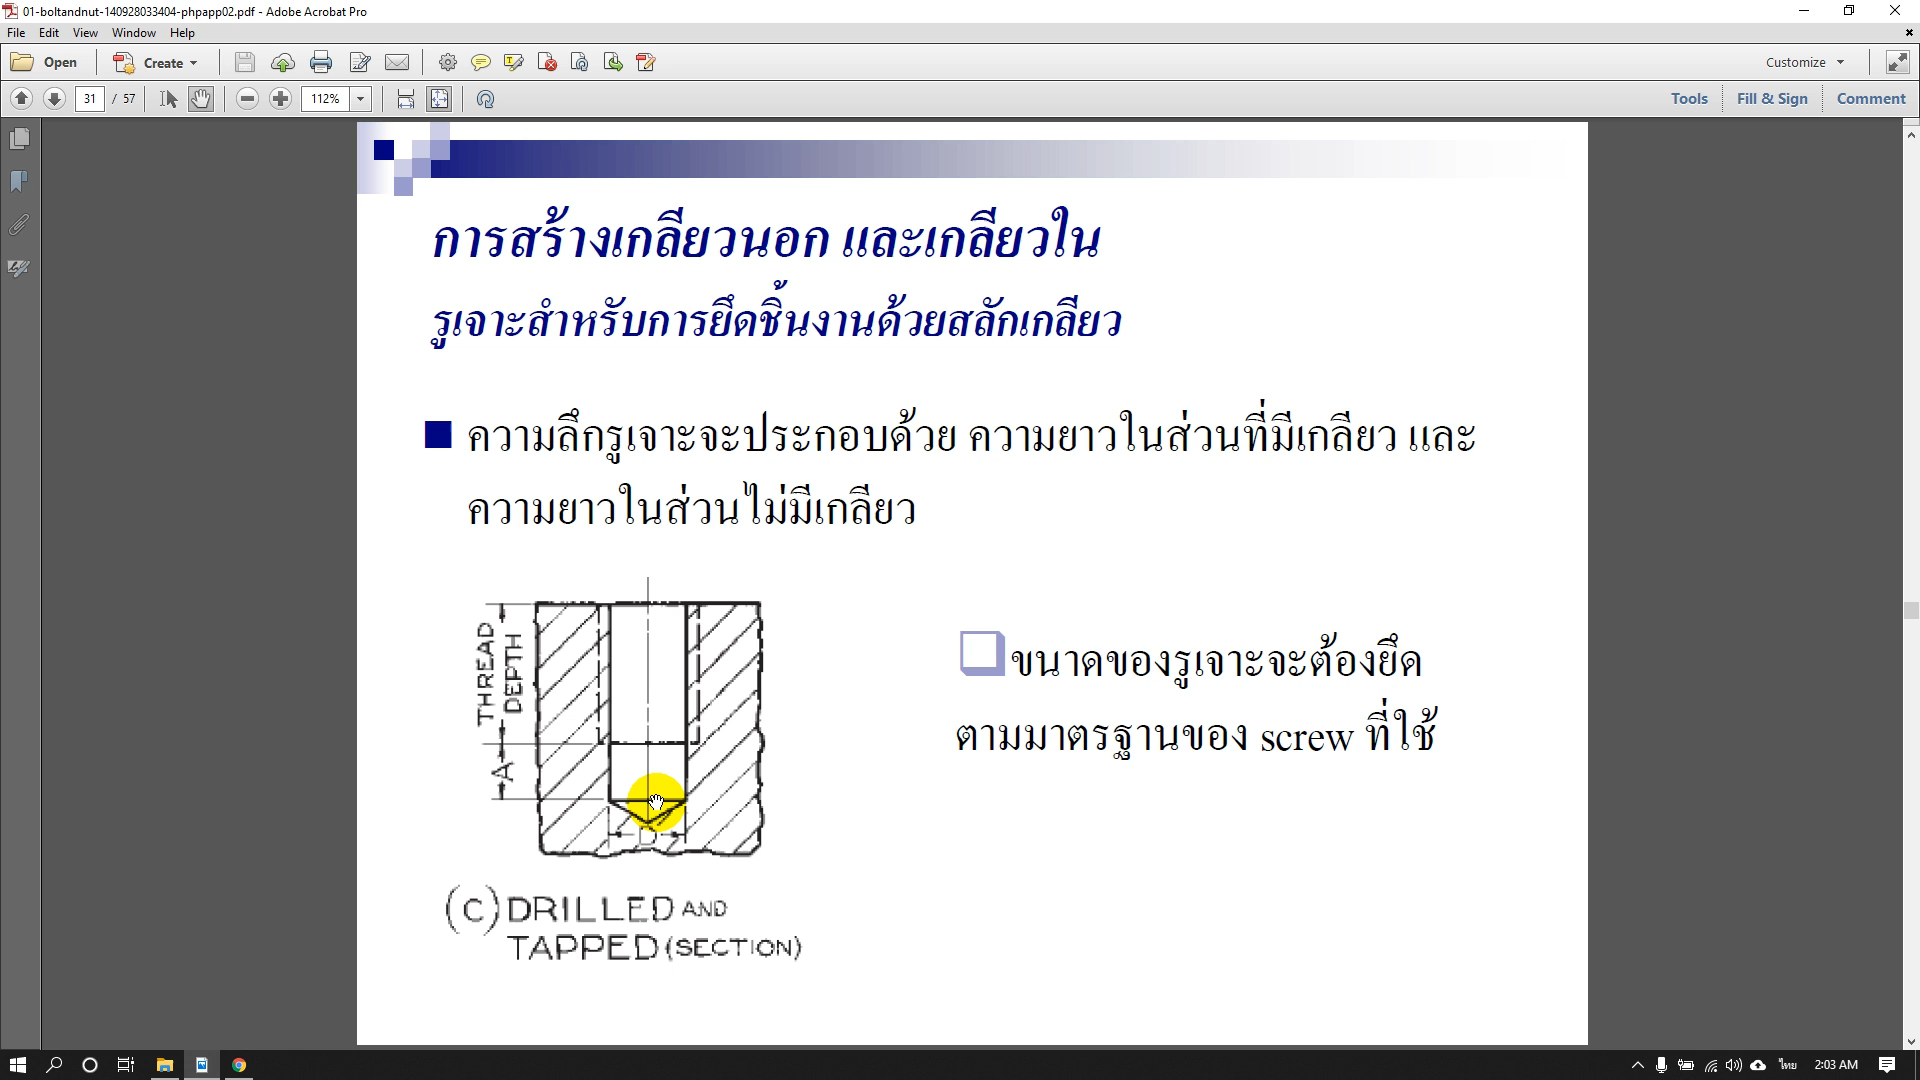 01-boltandnut-140928033404-phpapp02.pdf - Adobe Acrobat Pro
File Edit View Window Help
Open Create Customize
31 / 57 112% Tools Fill & Sign Comment
การสร้างเกลียวนอก และเกลียวใน
รูเจาะสำหรับการยึดชิ้นงานด้วยสลักเกลียว
ความลึกรูเจาะจะประกอบด้วย ความยาวในส่วนที่มีเกลียว และ
ความยาวในส่วนไม่มีเกลียว
THREAD
DEPTH
A
ขนาดของรูเจาะจะต้องยึด
ตามมาตรฐานของ screw ที่ใช้
(C) DRILLED AND
TAPPED (SECTION)
ไทย 2:03 AM